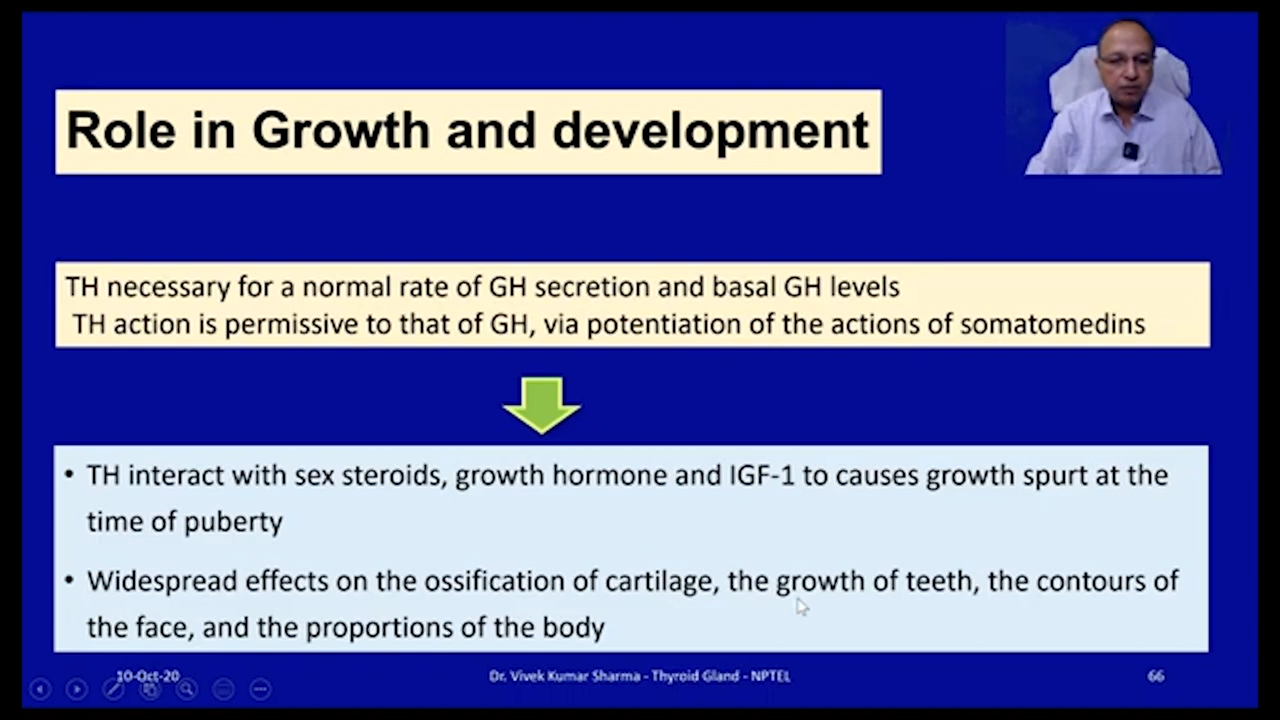 Role in Growth and development
TH necessary for a normal rate of GH secretion and basal GH levels
TH action is permissive to that of GH, via potentiation of the actions of somatomedins
• TH interact with sex steroids, growth hormone and IGF-1 to causes growth spurt at the
time of puberty
• Widespread effects on the ossification of cartilage, the growth of teeth, the contours of
the face, and the proportions of the body
10-Oct-20
Dr. Vivek Kumar Sharma - Thyroid Gland - NPTEL
66